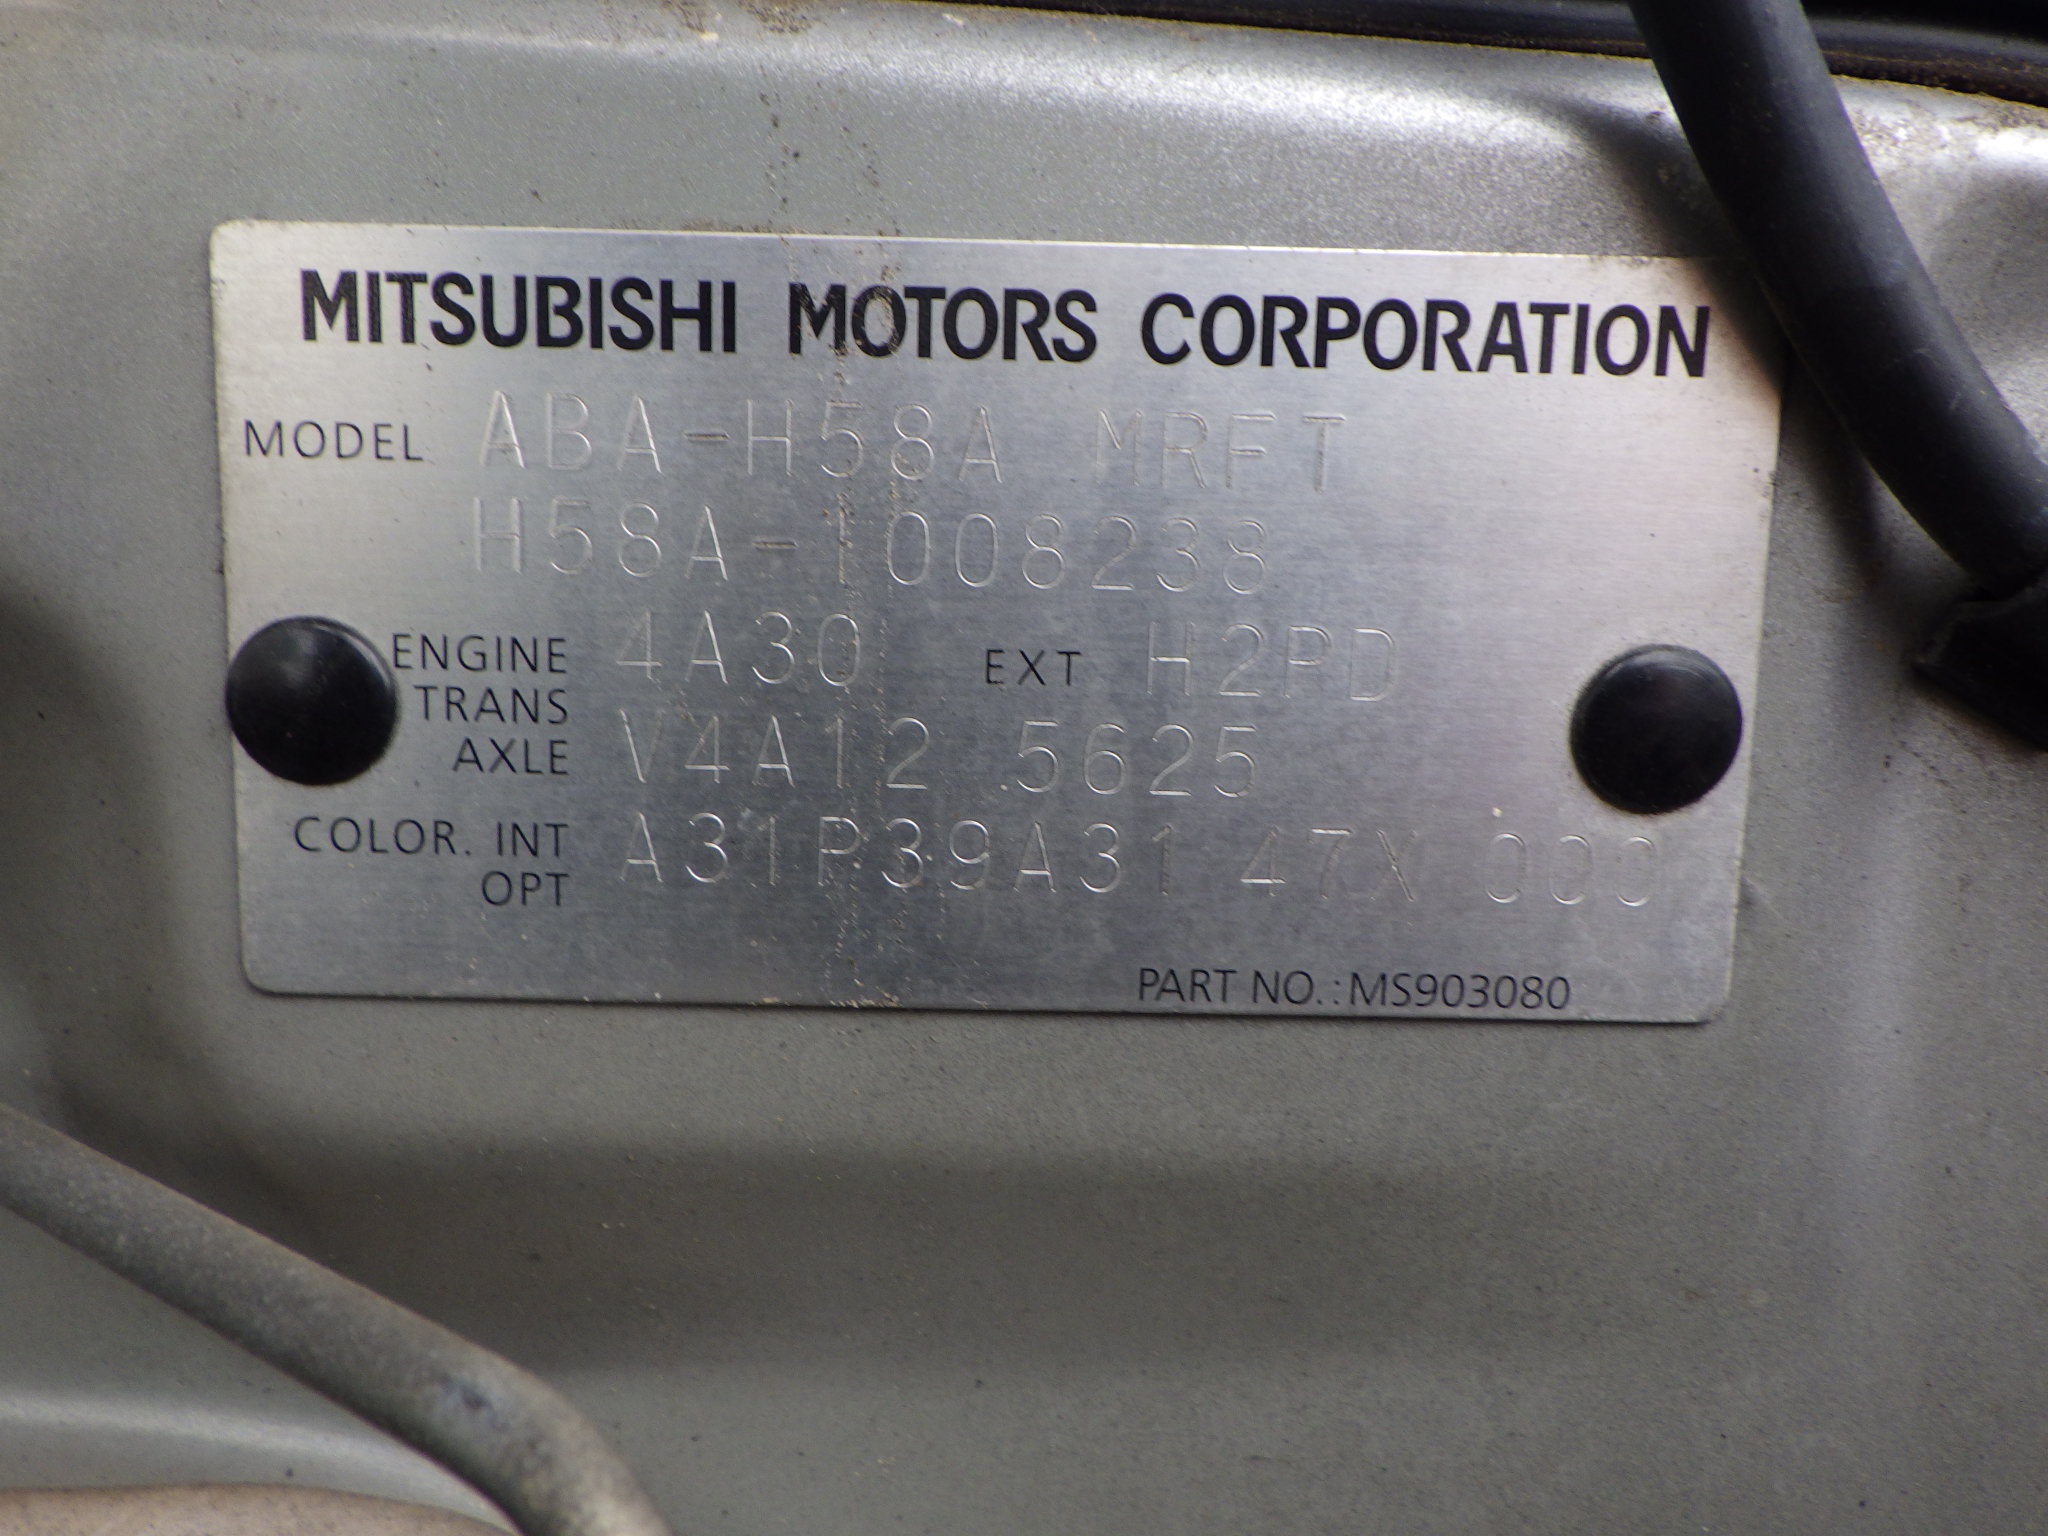 MITSUBISHI MOTORS CORPORATION
MODEL ABA-H58A MRFT
H58A-1008238
ENGINE 4A30 EXT H2PD
TRANS
AXLE V4A12 5625
COLOR. INT
OPT A31P39A31 47X 000
PART NO.:MS903080